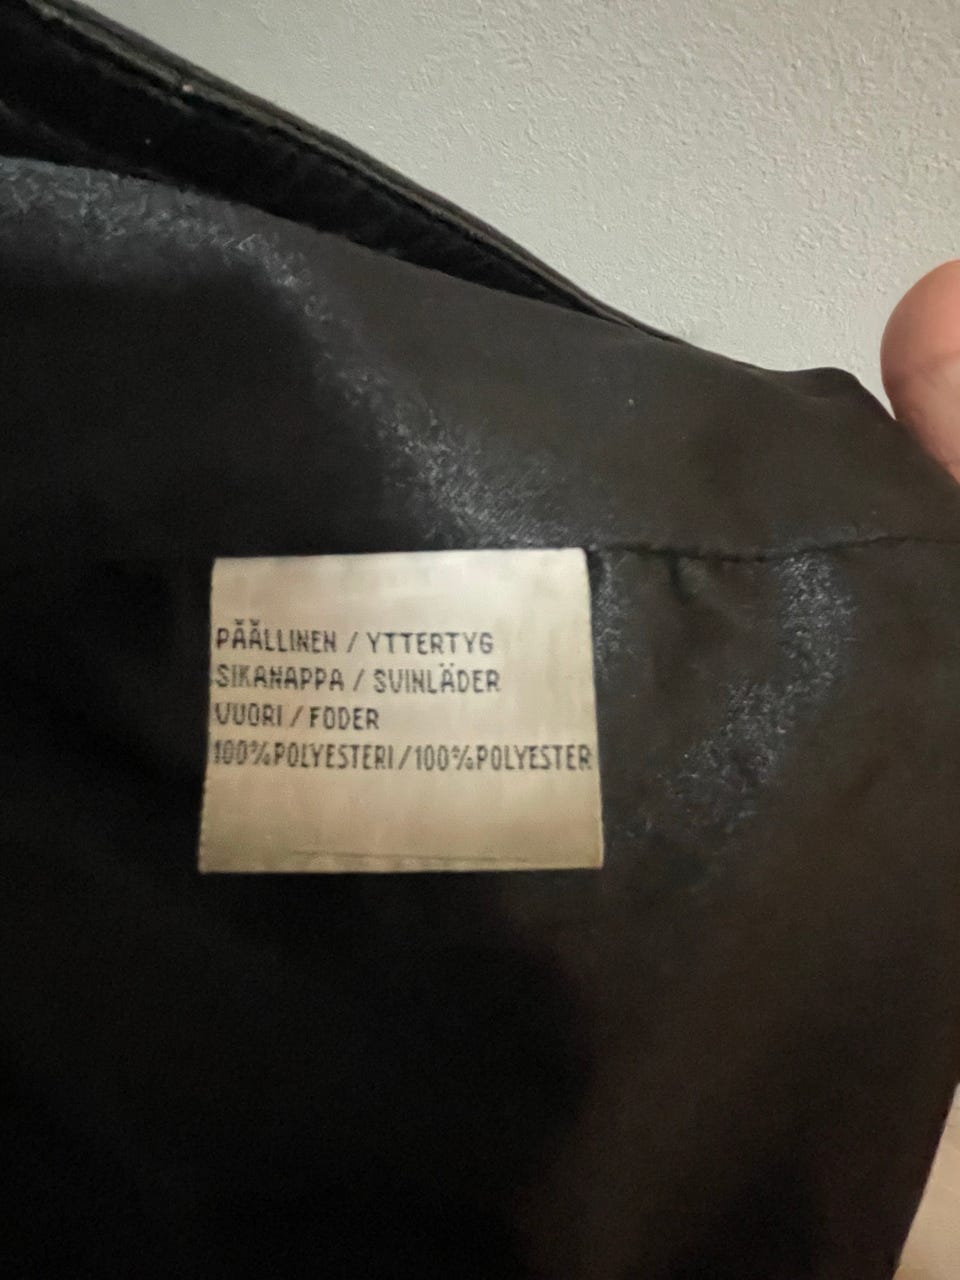 PÄÄLLINEN / YTTERTYG
SIKANAPPA / SVINLÄDER
VUORI / FODER
100%POLYESTERI/100%POLYESTER